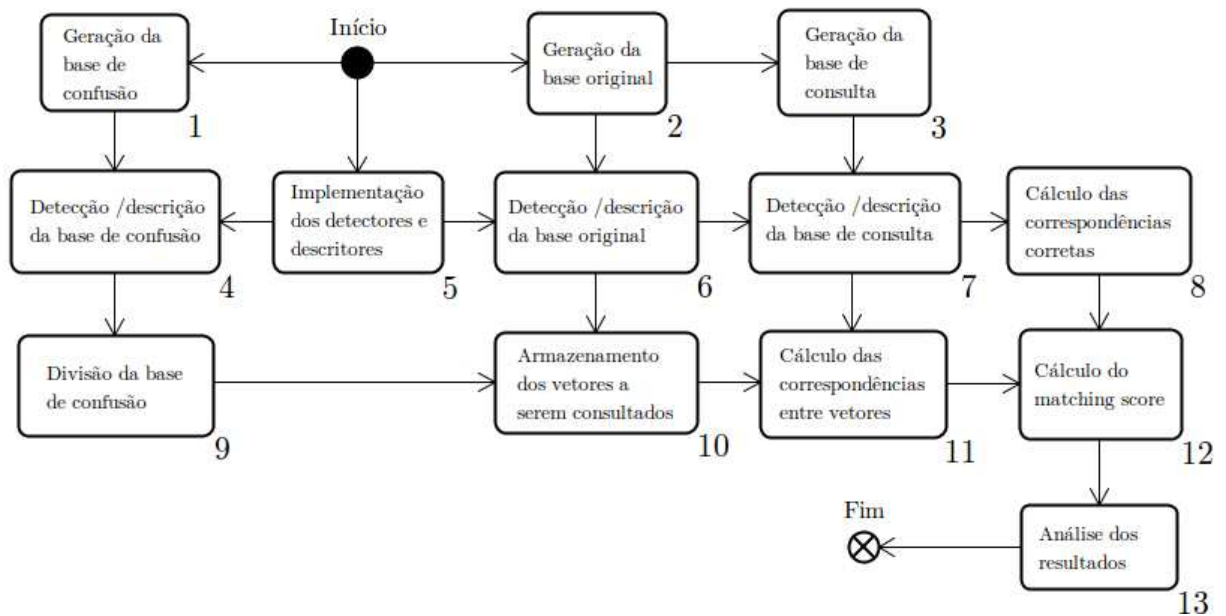 Início
Geração da
base de
confusão
1
Geração da
base original
2
Geração da
base de
consulta
3
Detecção /descrição
da base de confusão
4
Implementação
dos detectores e
descritores
5
Detecção /descrição
da base original
6
Detecção /descrição
da base de consulta
7
Cálculo das
correspondências
corretas
8
Divisão da base
de confusão
9
Armazenamento
dos vetores a
serem consultados
10
Cálculo das
correspondências
entre vetores
11
Cálculo do
matching score
12
Fim
Análise dos
resultados
13